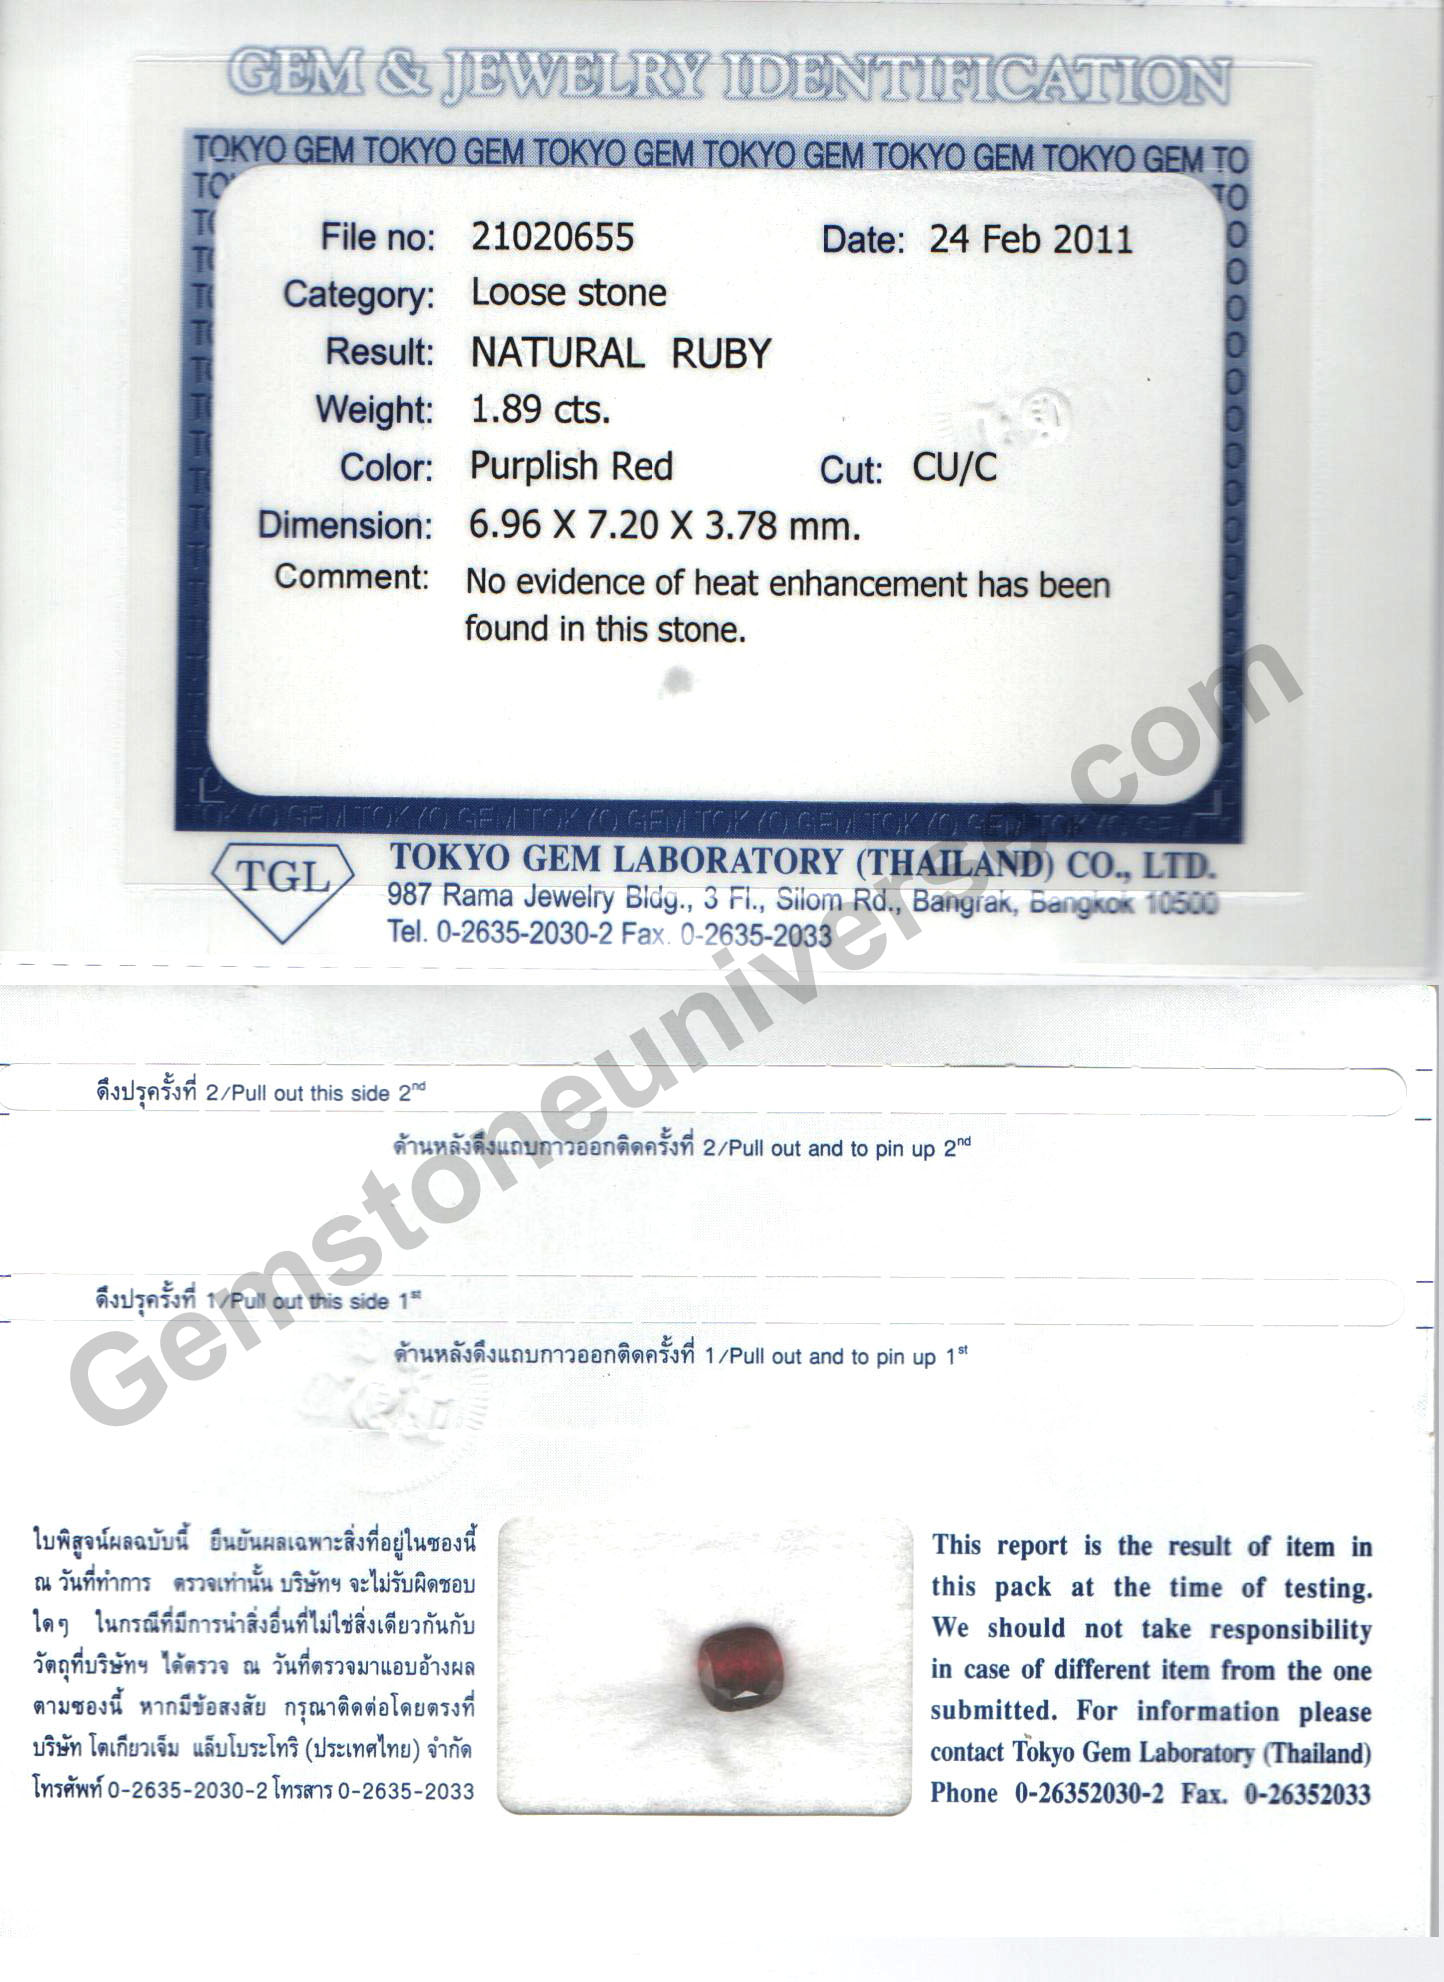 GEM & JEWELRY IDENTIFICATION
TOKYO GEM TOKYO GEM TOKYO GEM TOKYO GEM TOKYO GEM TOKYO GEM TO
File no: 21020655 Date: 24 Feb 2011
Category: Loose stone
Result: NATURAL RUBY
Weight: 1.89 cts.
Color: Purplish Red Cut: CU/C
Dimension: 6.96 X 7.20 X 3.78 mm.
Comment: No evidence of heat enhancement has been
found in this stone.
TOKYO GEM TOKYO GEM TOKYO GEM TOKYO GEM TOKYO GEM TOKYO GEM
TGL
TOKYO GEM LABORATORY (THAILAND) CO., LTD.
987 Rama Jewelry Bldg., 3 Fl., Silom Rd., Bangrak, Bangkok 10500
Tel. 0-2635-2030-2 Fax. 0-2635-2033
Gemstoneuniverse.com
ดึงปรุครั้งที่ 2/Pull out this side 2nd
ด้านหลังดึงแถบกาวออกติดครั้งที่ 2/Pull out and to pin up 2nd
ดึงปรุครั้งที่ 1/Pull out this side 1st
ด้านหลังดึงแถบกาวออกติดครั้งที่ 1/Pull out and to pin up 1st
ใบพิสูจน์ผลฉบับนี้ ยืนยันผลเฉพาะสิ่งที่อยู่ในซองนี้
ณ วันที่ทำการ ตรวจเท่านั้น บริษัทฯ จะไม่รับผิดชอบ
ใดๆ ในกรณีที่มีการนำสิ่งอื่นที่ไม่ใช่สิ่งเดียวกันกับ
วัตถุที่บริษัทฯ ได้ตรวจ ณ วันที่ตรวจมาแอบอ้างผล
ตามซองนี้ หากมีข้อสงสัย กรุณาติดต่อโดยตรงที่
บริษัท โตเกียวเจ็ม แล็บโบระโทริ (ประเทศไทย) จำกัด
โทรศัพท์ 0-2635-2030-2 โทรสาร 0-2635-2033
This report is the result of item in
this pack at the time of testing.
We should not take responsibility
in case of different item from the one
submitted. For information please
contact Tokyo Gem Laboratory (Thailand)
Phone 0-26352030-2 Fax. 0-26352033